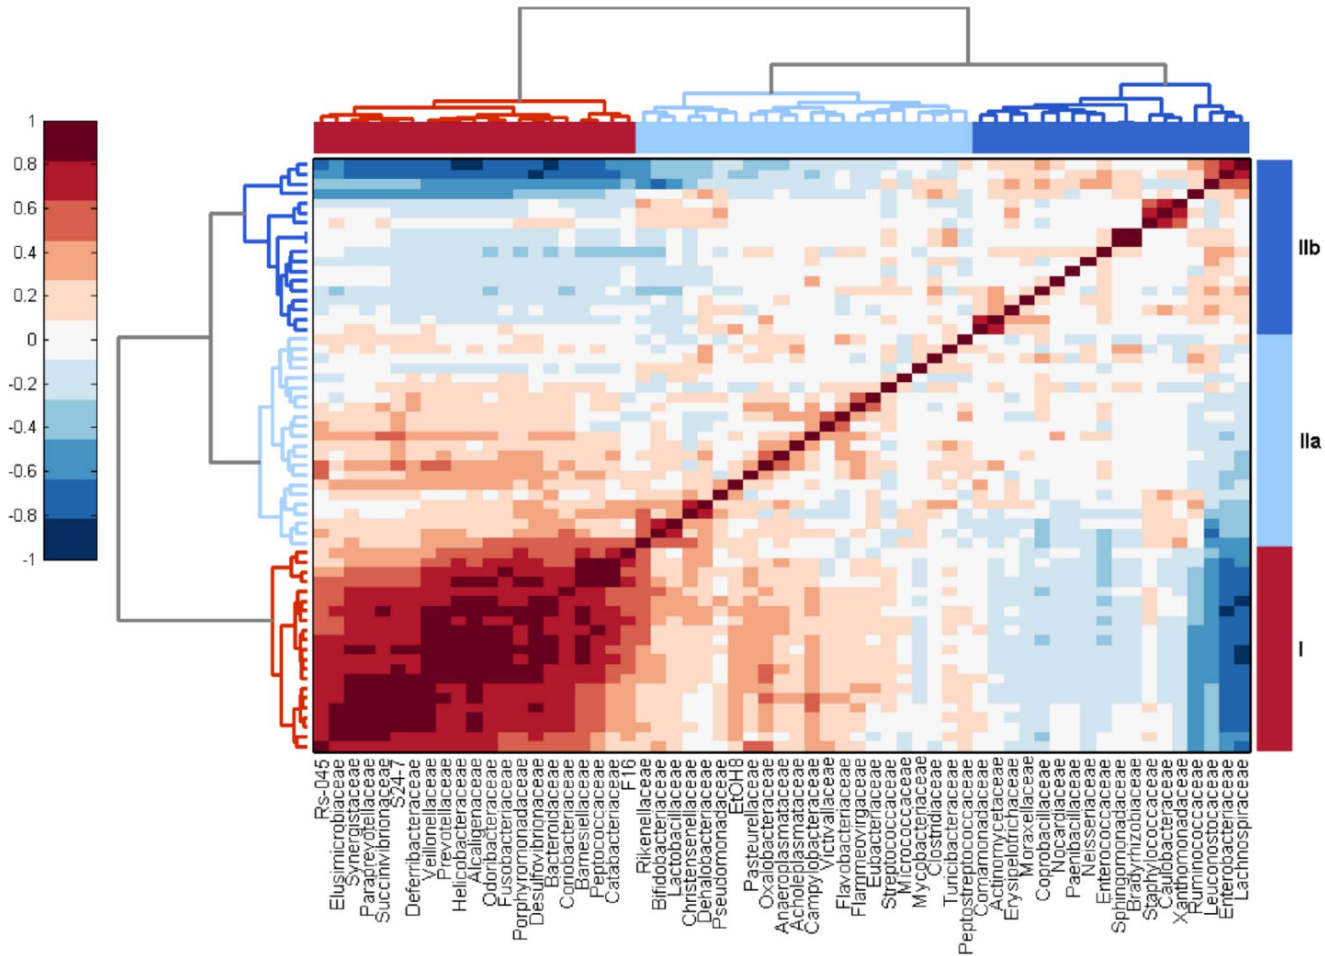 1
0.8
0.6
0.4
0.2
0
-0.2
-0.4
-0.6
-0.8
-1
IIb
IIa
I
Rs-045
Elusimicrobiaceae
Synergistaceae
Paraprevotellaceae
Succinivibrionaceae
S24-7
Deferribacteraceae
Veillonellaceae
Prevotellaceae
Helicobacteraceae
Alcaligenaceae
Odoribacteraceae
Fusobacteriaceae
Porphyromonadaceae
Desulfovibrionaceae
Bacteroidaceae
Coriobacteriaceae
Barnesiellaceae
Peptococcaceae
Catabacteriaceae
F16
Rikenellaceae
Bifidobacteriaceae
Lactobacillaceae
Christensenellaceae
Dehalobacteriaceae
Pseudomonadaceae
EtOH8
Pasteurellaceae
Oxalobacteraceae
Anaeroplasmataceae
Acholeplasmataceae
Campylobacteraceae
Victivallaceae
Flavobacteriaceae
Flammeovirgaceae
Eubacteriaceae
Streptococcaceae
Micrococcaceae
Mycobacteriaceae
Clostridiaceae
Turicibacteraceae
Peptostreptococcaceae
Comamonadaceae
Actinomycetaceae
Erysipelotrichaceae
Moraxellaceae
Coprobacillaceae
Nocardiaceae
Paenibacillaceae
Neisseriaceae
Enterococcaceae
Sphingomonadaceae
Bradyrhizobiaceae
Staphylococcaceae
Caulobacteraceae
Xanthomonadaceae
Ruminococcaceae
Leuconostocaceae
Enterobacteriaceae
Lachnospiraceae